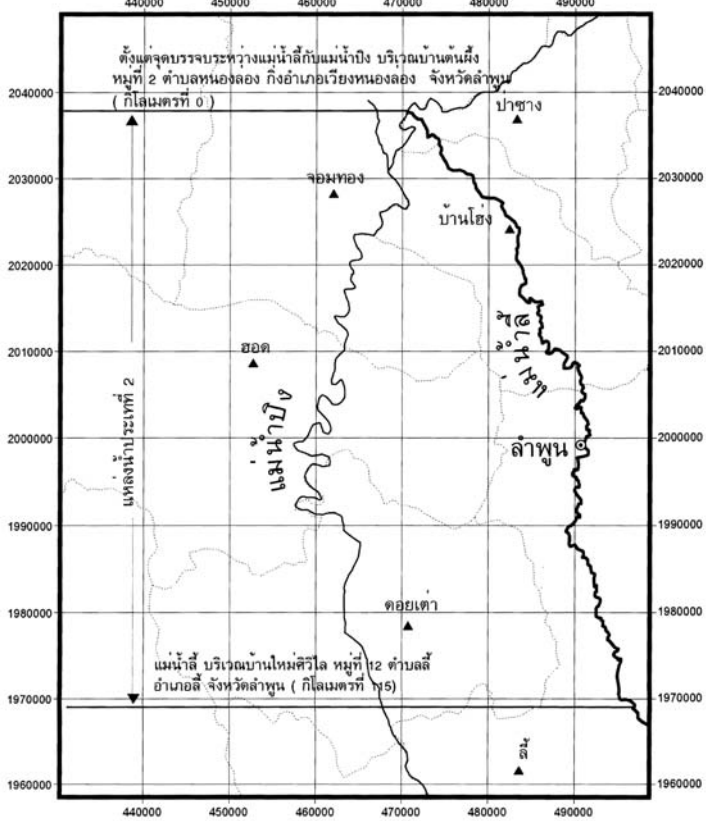 440000 450000 460000 470000 480000 490000
ตั้งแต่จุดบรรจบระหว่างแม่น้ำลี้กับแม่น้ำปิง บริเวณบ้านต้นผึ้ง
หมู่ที่ 2 ตำบลหนองลอง กิ่งอำเภอเวียงหนองล่อง จังหวัดลำพูน
( กิโลเมตรที่ 0 )
2040000 2040000
ป่าซาง
2030000 2030000
จอมทอง
บ้านโฮ่ง
2020000 2020000
แม่น้ำลี้
2010000 2010000
ฮอด
แหล่งน้ำประเภทที่ 2
แม่น้ำปิง
2000000 2000000
ลำพูน
1990000 1990000
1980000 1980000
ดอยเต่า
แม่น้ำลี้ บริเวณบ้านใหม่ศิวิไล หมู่ที่ 12 ตำบลลี้
อำเภอลี้ จังหวัดลำพูน ( กิโลเมตรที่ 115)
1970000 1970000
ลี้
1960000 1960000
440000 450000 460000 470000 480000 490000